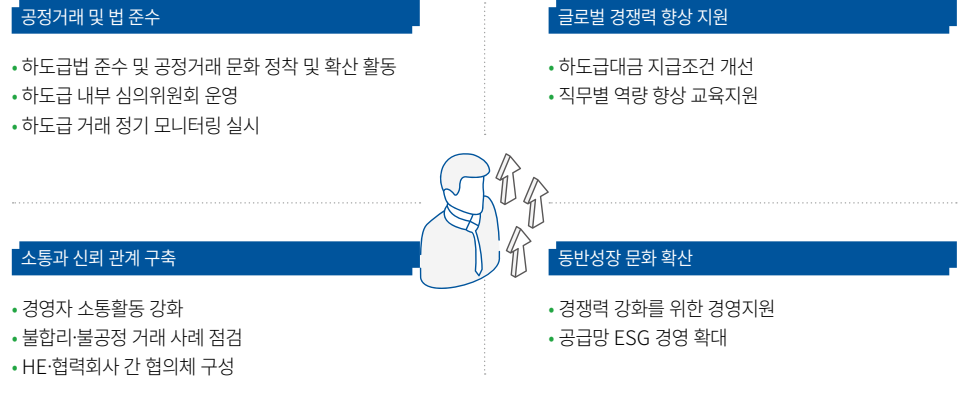 공정거래 및 법 준수
• 하도급법 준수 및 공정거래 문화 정착 및 확산 활동
• 하도급 내부 심의위원회 운영
• 하도급 거래 정기 모니터링 실시
글로벌 경쟁력 향상 지원
• 하도급대금 지급조건 개선
• 직무별 역량 향상 교육지원
소통과 신뢰 관계 구축
• 경영자 소통활동 강화
• 불합리·불공정 거래 사례 점검
• HE·협력회사 간 협의체 구성
동반성장 문화 확산
• 경쟁력 강화를 위한 경영지원
• 공급망 ESG 경영 확대